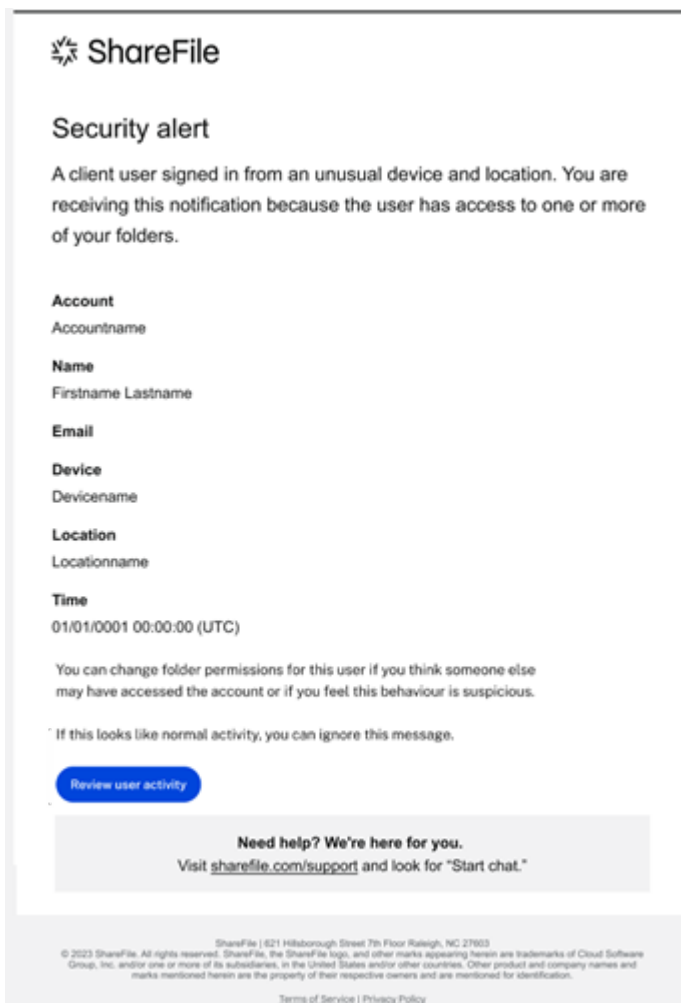 ShareFile
Security alert
A client user signed in from an unusual device and location. You are
receiving this notification because the user has access to one or more
of your folders.
Account
Accountname
Name
Firstname Lastname
Email
Device
Devicename
Location
Locationname
Time
01/01/0001 00:00:00 (UTC)
You can change folder permissions for this user if you think someone else
may have accessed the account or if you feel this behaviour is suspicious.
If this looks like normal activity, you can ignore this message.
Review user activity
Need help? We're here for you.
Visit sharefile.com/support and look for “Start chat.”
ShareFile | 621 Hillsborough Street 7th Floor Raleigh, NC 27603
© 2023 ShareFile. All rights reserved. ShareFile, the ShareFile logo, and other marks appearing herein are trademarks of Cloud Software
Group, Inc. and/or one or more of its subsidiaries, in the United States and/or other countries. Other product and company names and
marks mentioned herein are the property of their respective owners and are mentioned for identification.
Terms of Service | Privacy Policy